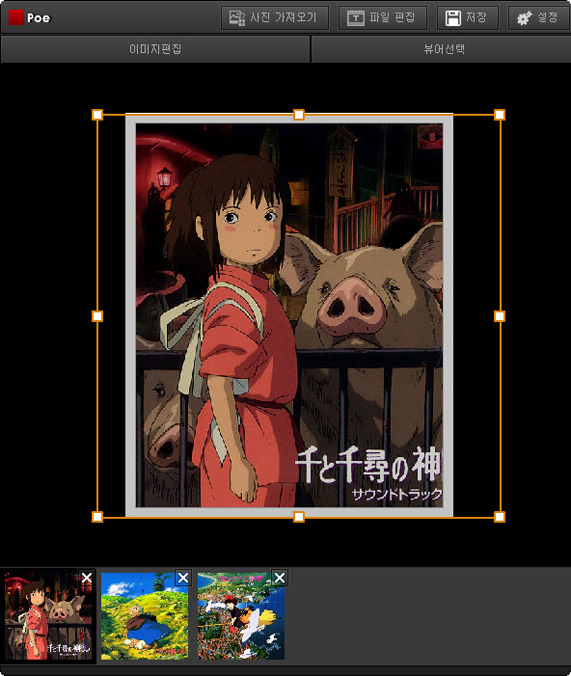 Poe
사진 가져오기
파일 편집
저장
설정
이미지편집
뷰어선택
千と千尋の神
サウンドトラック